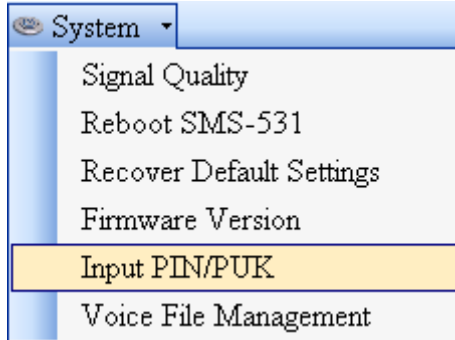 System
Signal Quality
Reboot SMS-531
Recover Default Settings
Firmware Version
Input PIN/PUK
Voice File Management